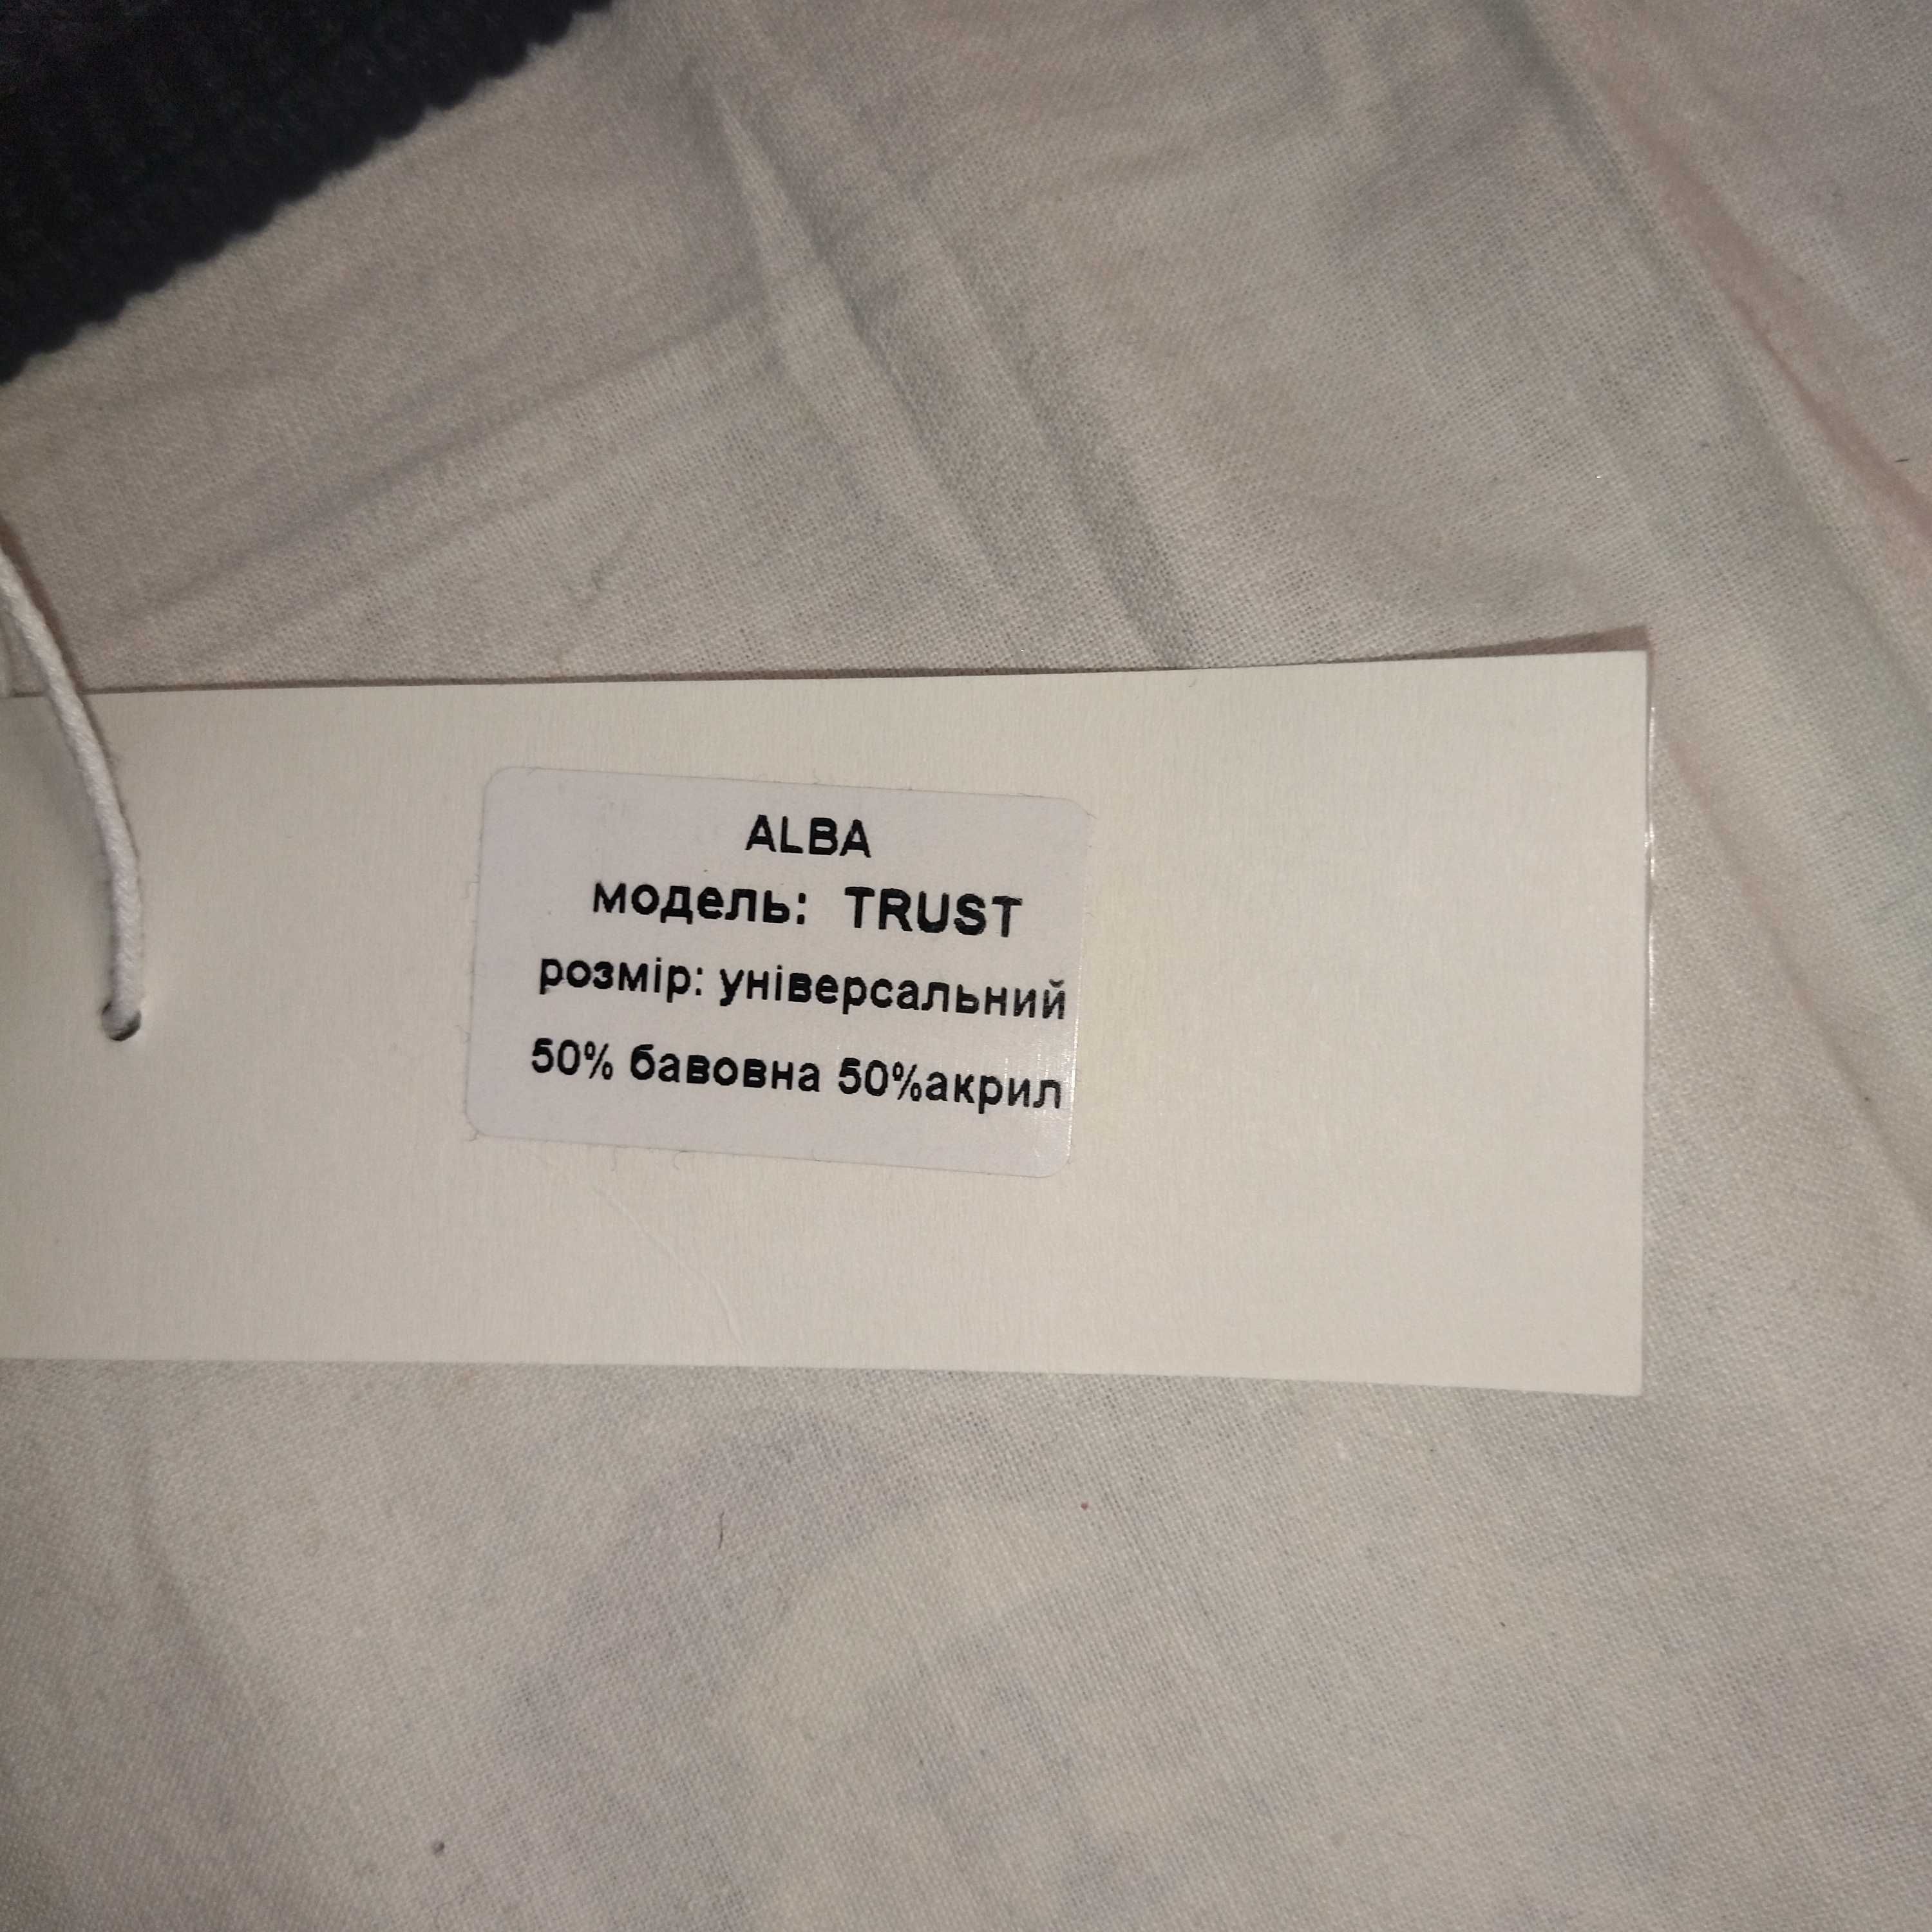 ALBA
модель: TRUST
розмір: універсальний
50% бавовна 50%акрил